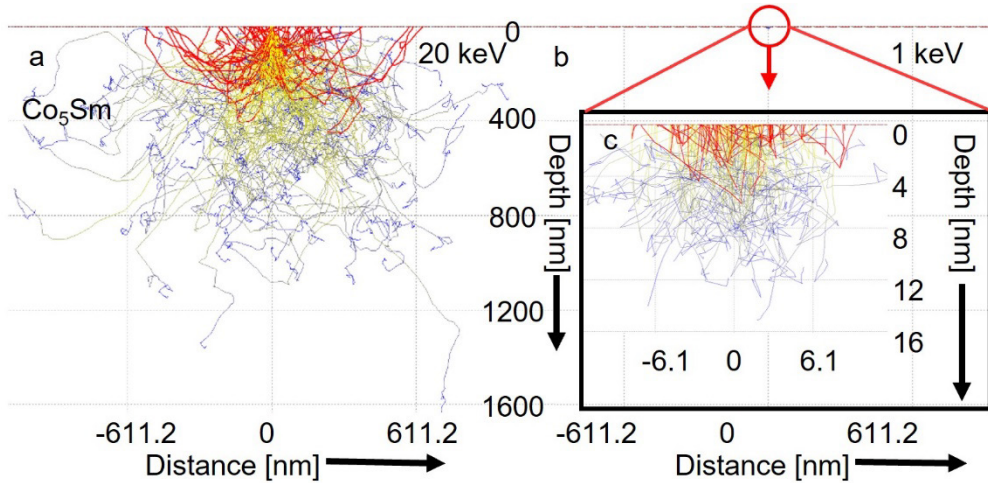 a
20 keV
Co₅Sm
0
400
800
1200
1600
Depth [nm]
-611.2 0 611.2
Distance [nm]
b
1 keV
c
0
4
8
12
16
Depth [nm]
-6.1 0 6.1
-611.2 0 611.2
Distance [nm]